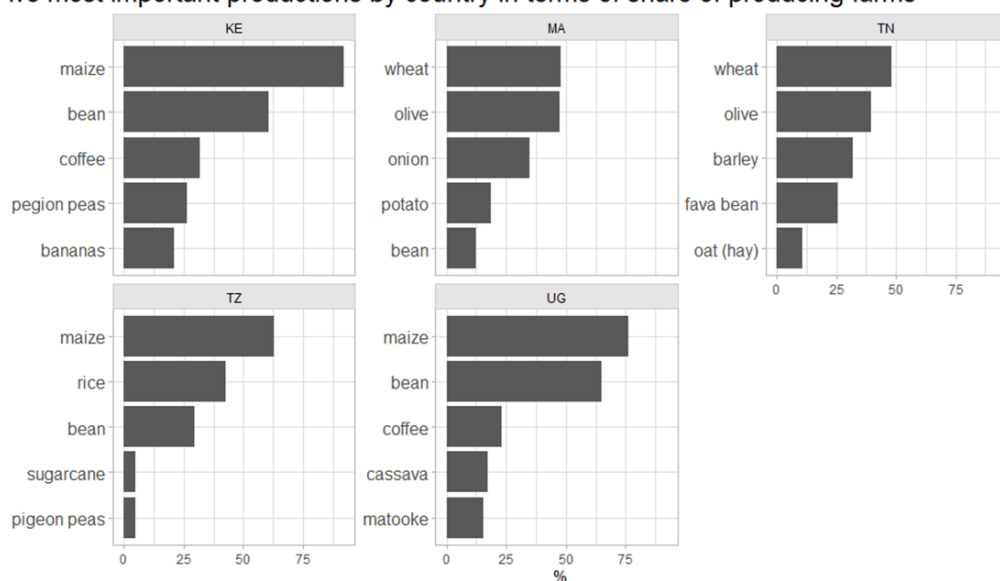 most important productions by country in terms of share of producing farms
KE
maize
bean
coffee
pegion peas
bananas
MA
wheat
olive
onion
potato
bean
TN
wheat
olive
barley
fava bean
oat (hay)
0 25 50 75
TZ
maize
rice
bean
sugarcane
pigeon peas
0 25 50 75
UG
maize
bean
coffee
cassava
matooke
0 25 50 75
%